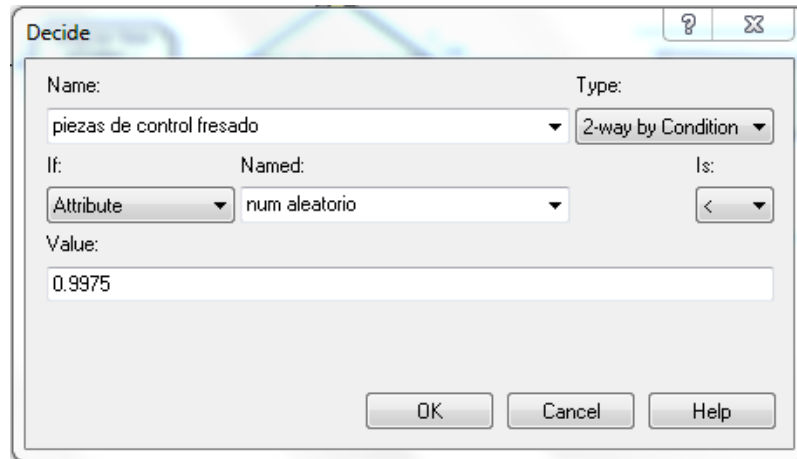 Decide
Name: Type:
piezas de control fresado 2-way by Condition
If: Named: Is:
Attribute num aleatorio <
Value:
0.9975
OK Cancel Help